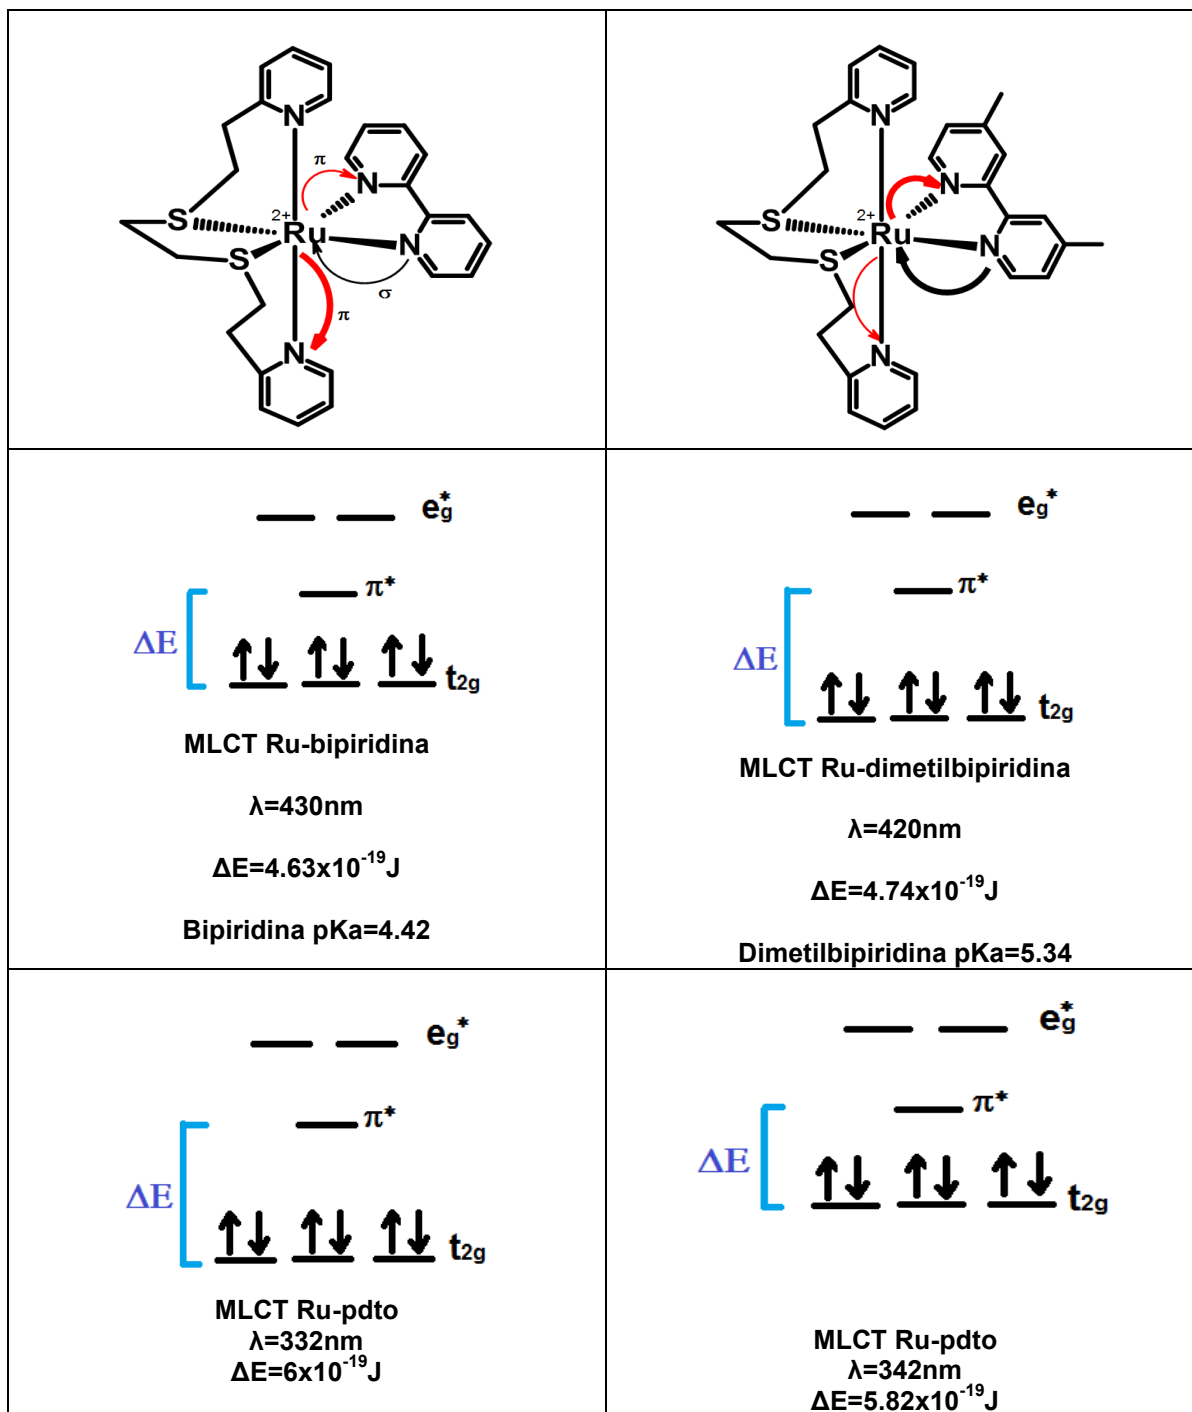 N
N
N
N
π
π
S
S
2+
Ru
2+
Ru
N
N
S
S
σ
π
N
N
e*g
π*
ΔE
t2g
MLCT Ru-bipiridina
λ=430nm
ΔE=4.63x10-19J
Bipiridina pKa=4.42
eg*
π*
ΔE
t2g
MLCT Ru-dimetilbipiridina
λ=420nm
ΔE=4.74x10-19J
Dimetilbipiridina pKa=5.34
eg*
π*
ΔE
t2g
MLCT Ru-pdto
λ=332nm
ΔE=6x10-19J
e*g
π*
ΔE
t2g
MLCT Ru-pdto
λ=342nm
ΔE=5.82x10-19J